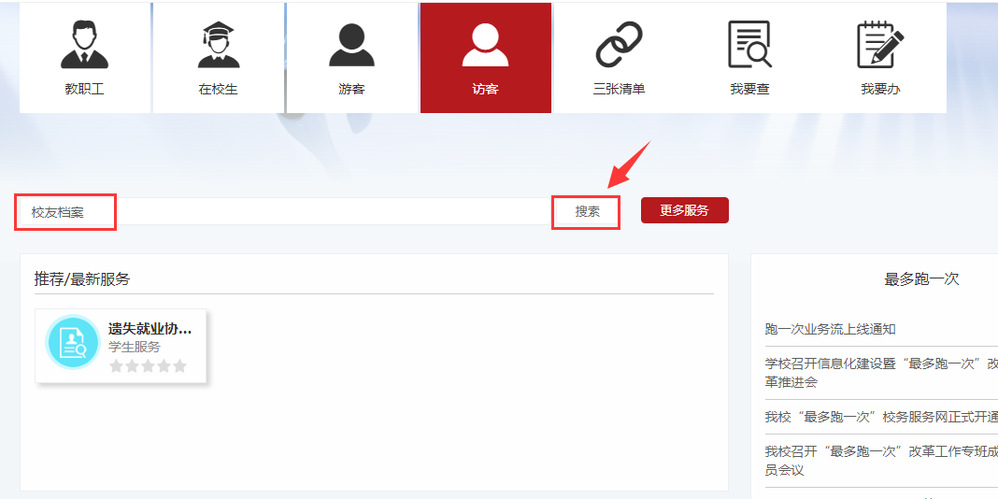 教职工
在校生
游客
访客
三张清单
我要查
我要办
校友档案
搜索
更多服务
推荐/最新服务
遗失就业协...
学生服务
最多跑一次
跑一次业务流上线通知
学校召开信息化建设暨“最多跑一次”改
革推进会
我校“最多跑一次”校务服务网正式开通
我校召开“最多跑一次”改革工作专班成
员会议